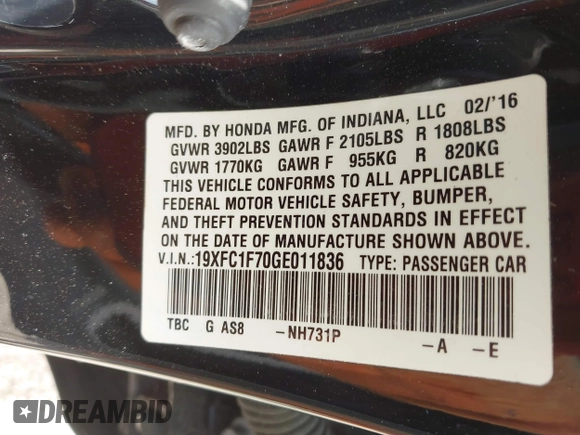 MFD. BY HONDA MFG. OF INDIANA, LLC 02/'16
GVWR 3902LBS GAWR F 2105LBS R 1808LBS
GVWR 1770KG GAWR F 955KG R 820KG
THIS VEHICLE CONFORMS TO ALL APPLICABLE
FEDERAL MOTOR VEHICLE SAFETY, BUMPER,
AND THEFT PREVENTION STANDARDS IN EFFECT
ON THE DATE OF MANUFACTURE SHOWN ABOVE.
V.I.N.:19XFC1F70GE011836 TYPE: PASSENGER CAR
TBC G AS8 -NH731P -A -E
DREAMBID